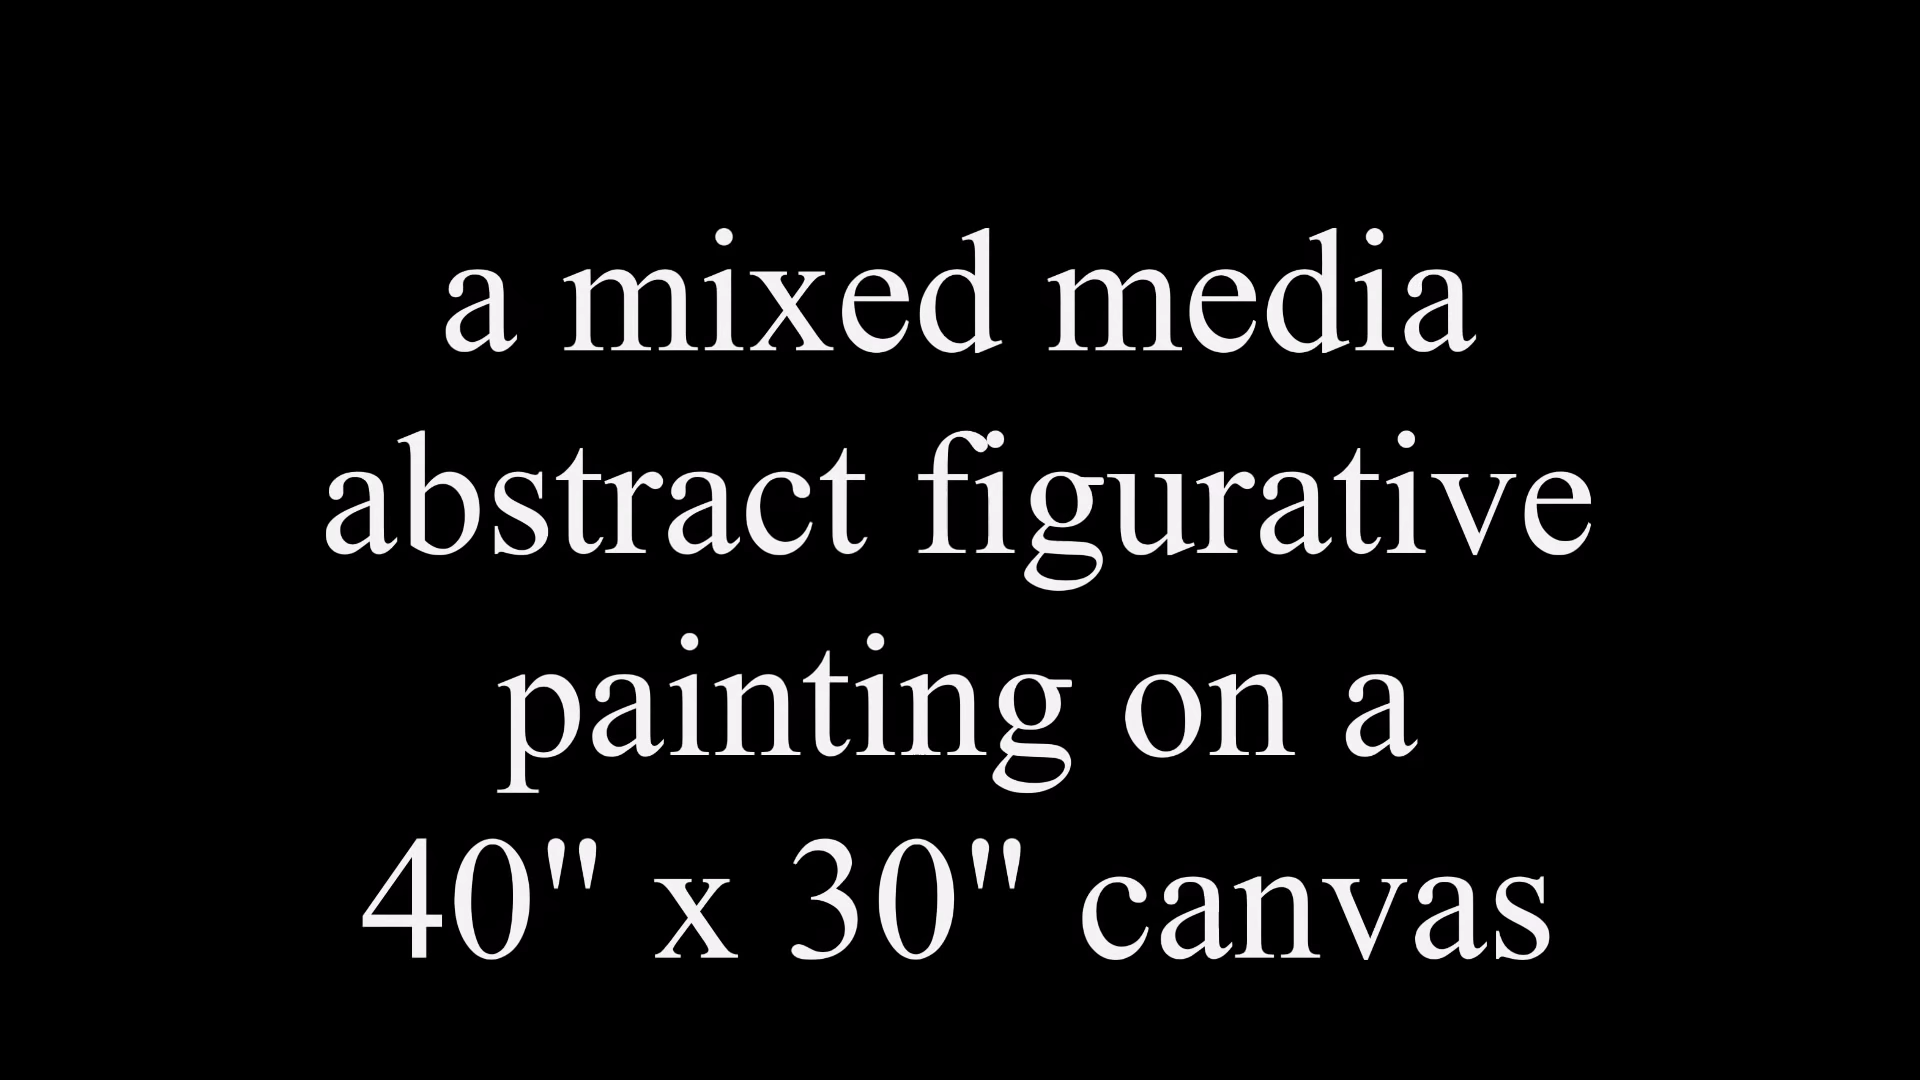 a mixed media
abstract figurative
painting on a
40" x 30" canvas